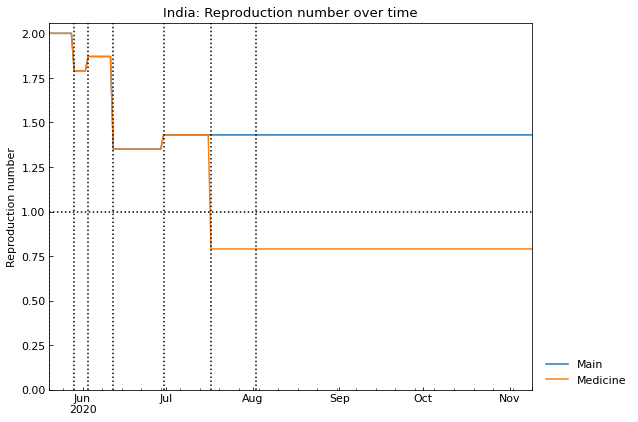 India: Reproduction number over time
Reproduction number
2.00
1.75
1.50
1.25
1.00
0.75
0.50
0.25
0.00
Jun Jul Aug Sep Oct Nov
2020
Main
Medicine